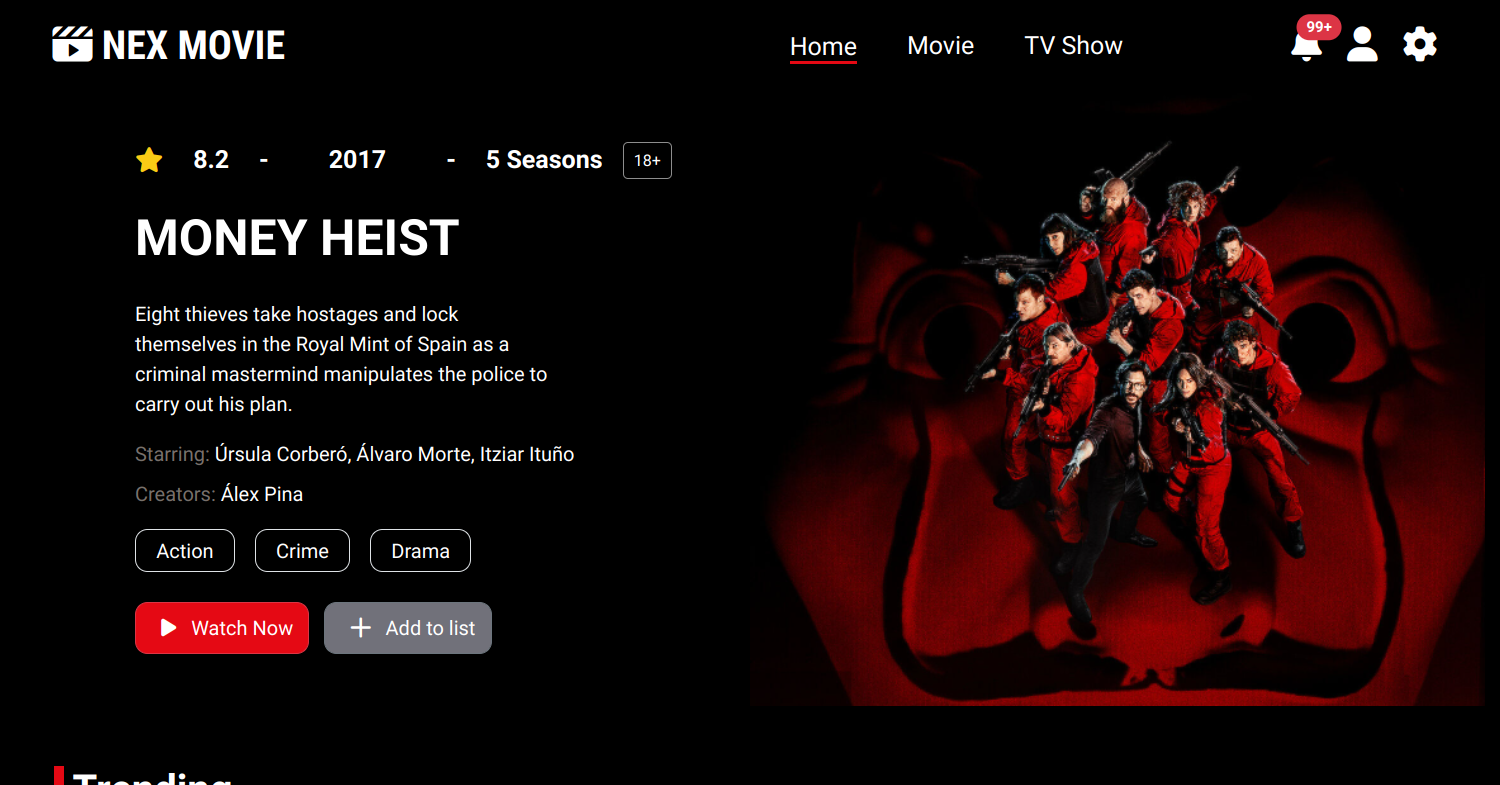 NEX MOVIE
Home Movie TV Show
99+
8.2 - 2017 - 5 Seasons 18+
MONEY HEIST
Eight thieves take hostages and lock
themselves in the Royal Mint of Spain as a
criminal mastermind manipulates the police to
carry out his plan.
Starring: Úrsula Corberó, Álvaro Morte, Itziar Ituño
Creators: Álex Pina
Action Crime Drama
Watch Now Add to list
Trending